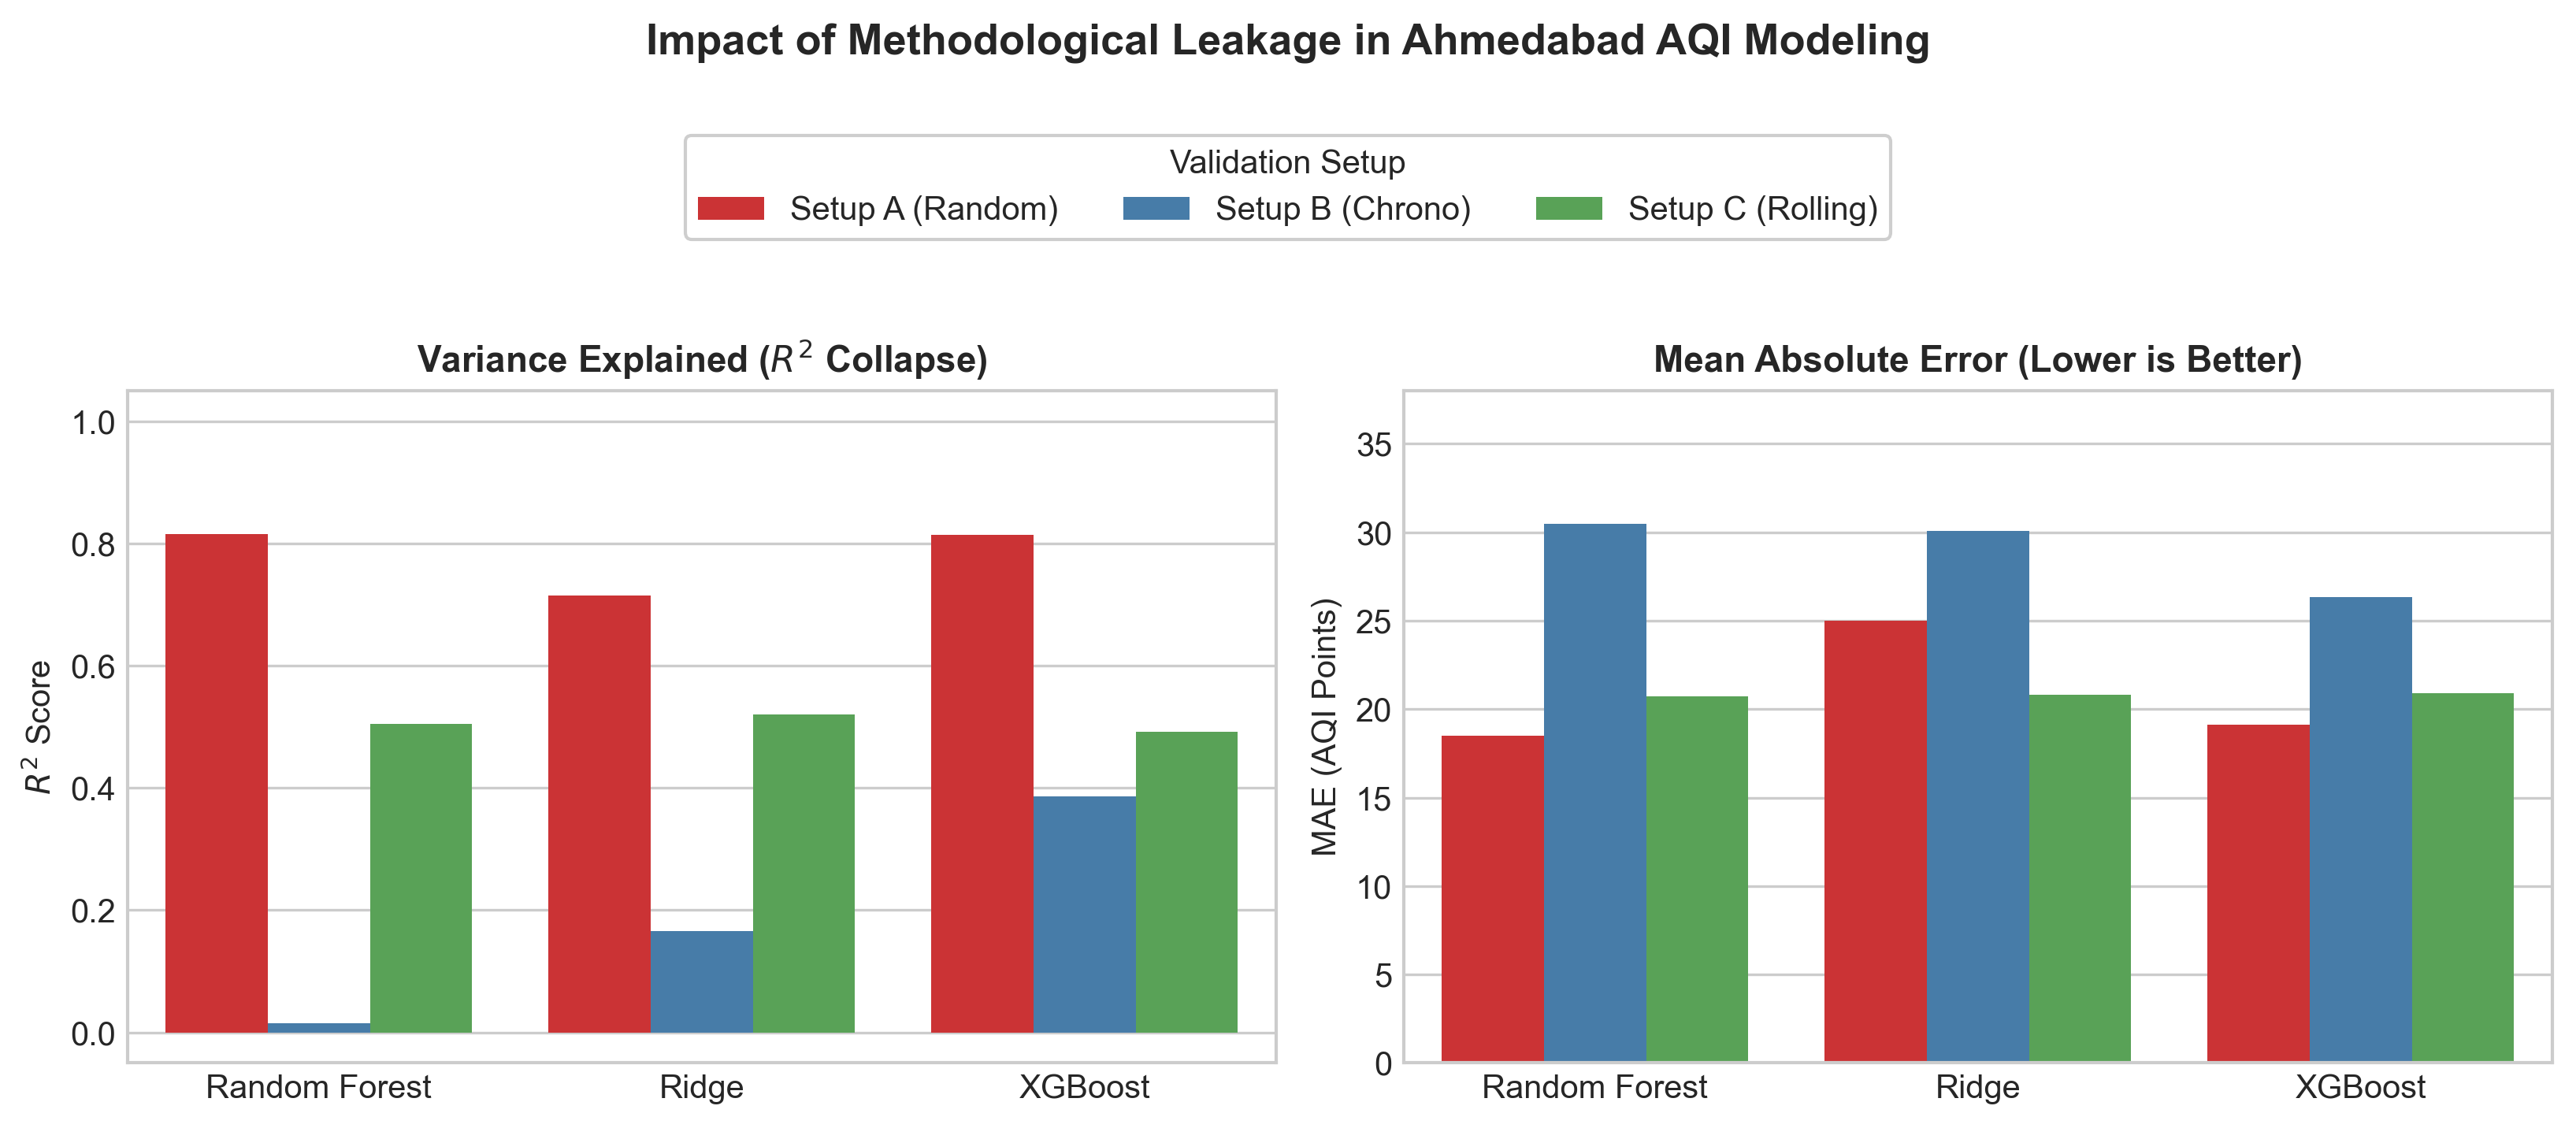 Impact of Methodological Leakage in Ahmedabad AQI Modeling
Validation Setup
Setup A (Random) Setup B (Chrono) Setup C (Rolling)
Variance Explained (R² Collapse)
R² Score
1.0
0.8
0.6
0.4
0.2
0.0
Random Forest Ridge XGBoost
Mean Absolute Error (Lower is Better)
MAE (AQI Points)
35
30
25
20
15
10
5
0
Random Forest Ridge XGBoost